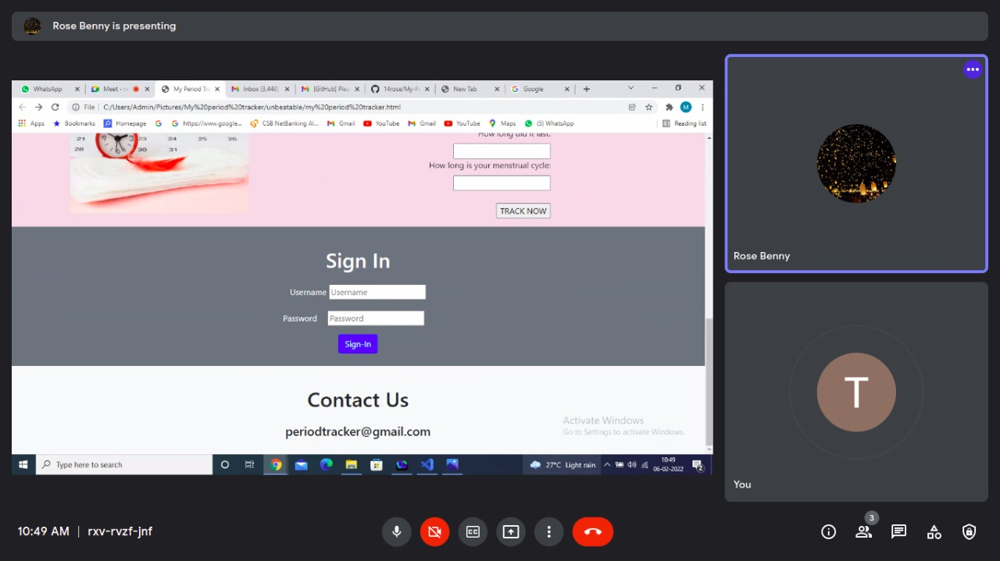 Rose Benny is presenting
WhatsApp
Meet -
My Period Tr
Inbox (3,448)
[GitHub] Plea
14rose/My-P
New Tab
Google
File C:/Users/Admin/Pictures/My%20period%20tracker/unbeatable/my%20period%20tracker.html
M
Apps Bookmarks Homepage G https://www.google... CSB NetBanking Al... Gmail YouTube Gmail YouTube Maps (5) WhatsApp Reading list
21 23 24 25 26
28 30 31
How long did it last:
How long is your menstrual cycle:
TRACK NOW
Sign In
Username Username
Password Password
Sign-In
Contact Us
periodtracker@gmail.com
Activate Windows
Go to Settings to activate Windows.
Type here to search
27°C Light rain
10:49
06-02-2022
2
Rose Benny
T
You
10:49 AM | rxv-rvzf-jnf
3